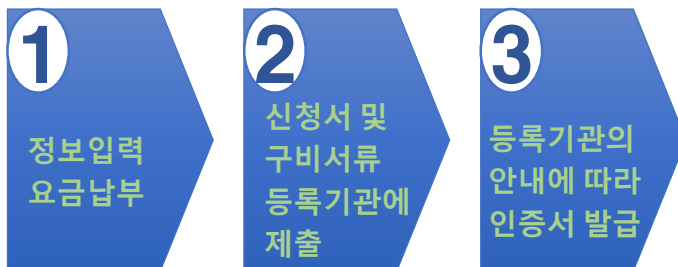 1
정보입력
요금납부
2
신청서 및
구비서류
등록기관에
제출
3
등록기관의
안내에 따라
인증서 발급